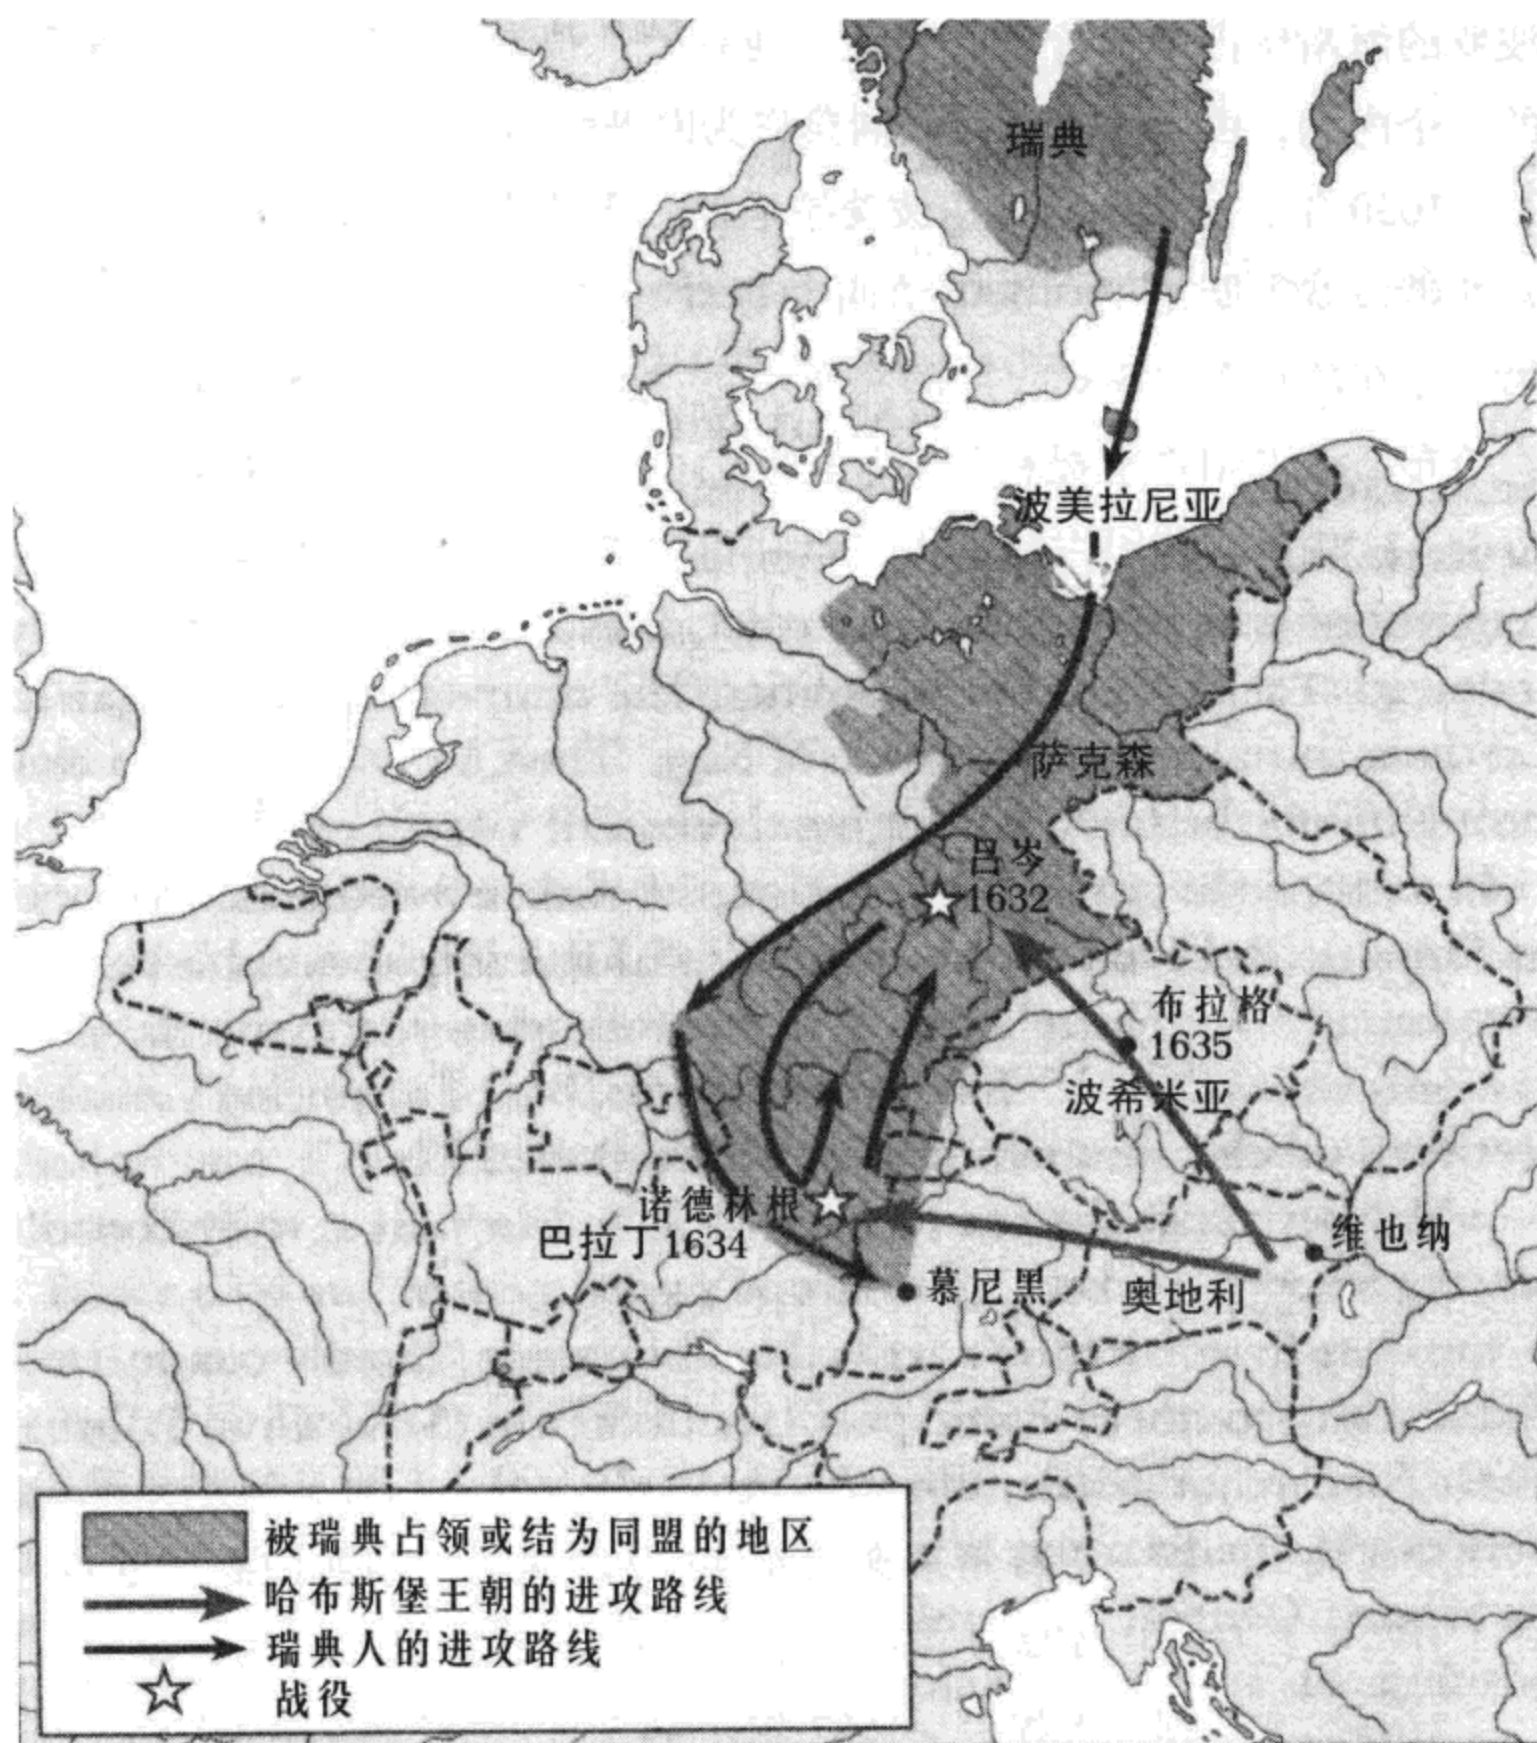 瑞典
波美拉尼亚
萨克森
吕岑
1632
布拉格
1635
波希米亚
诺德林根
巴拉丁1634
维也纳
慕尼黑
奥地利
被瑞典占领或结为同盟的地区
哈布斯堡王朝的进攻路线
瑞典人的进攻路线
战役